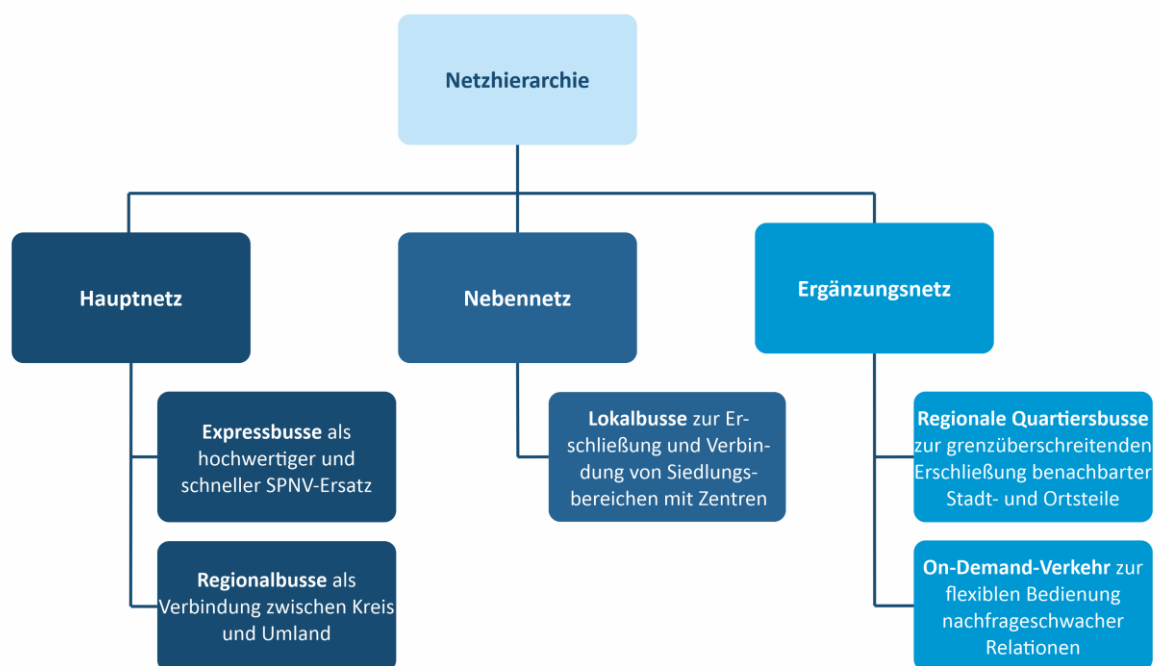 Netzhierarchie
Hauptnetz
Nebennetz
Ergänzungsnetz
Expressbusse als
hochwertiger und
schneller SPNV-Ersatz
Regionalbusse als
Verbindung zwischen Kreis
und Umland
Lokalbusse zur Er-
schließung und Verbin-
dung von Siedlungs-
bereichen mit Zentren
Regionale Quartiersbusse
zur grenzüberschreitenden
Erschließung benachbarter
Stadt- und Ortsteile
On-Demand-Verkehr zur
flexiblen Bedienung
nachfrageschwacher
Relationen